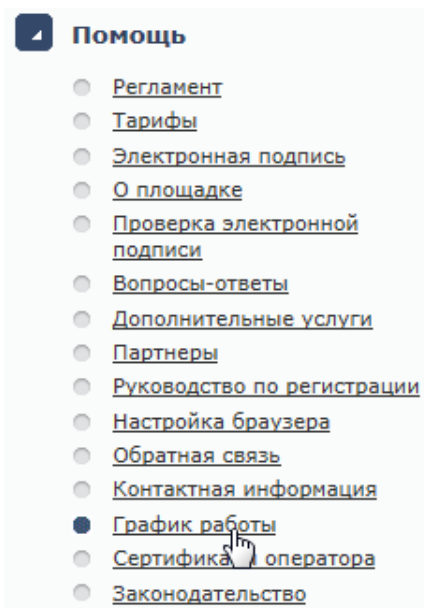 Помощь
Регламент
Тарифы
Электронная подпись
О площадке
Проверка электронной
подписи
Вопросы-ответы
Дополнительные услуги
Партнеры
Руководство по регистрации
Настройка браузера
Обратная связь
Контактная информация
График работы
оператора
Законодательство